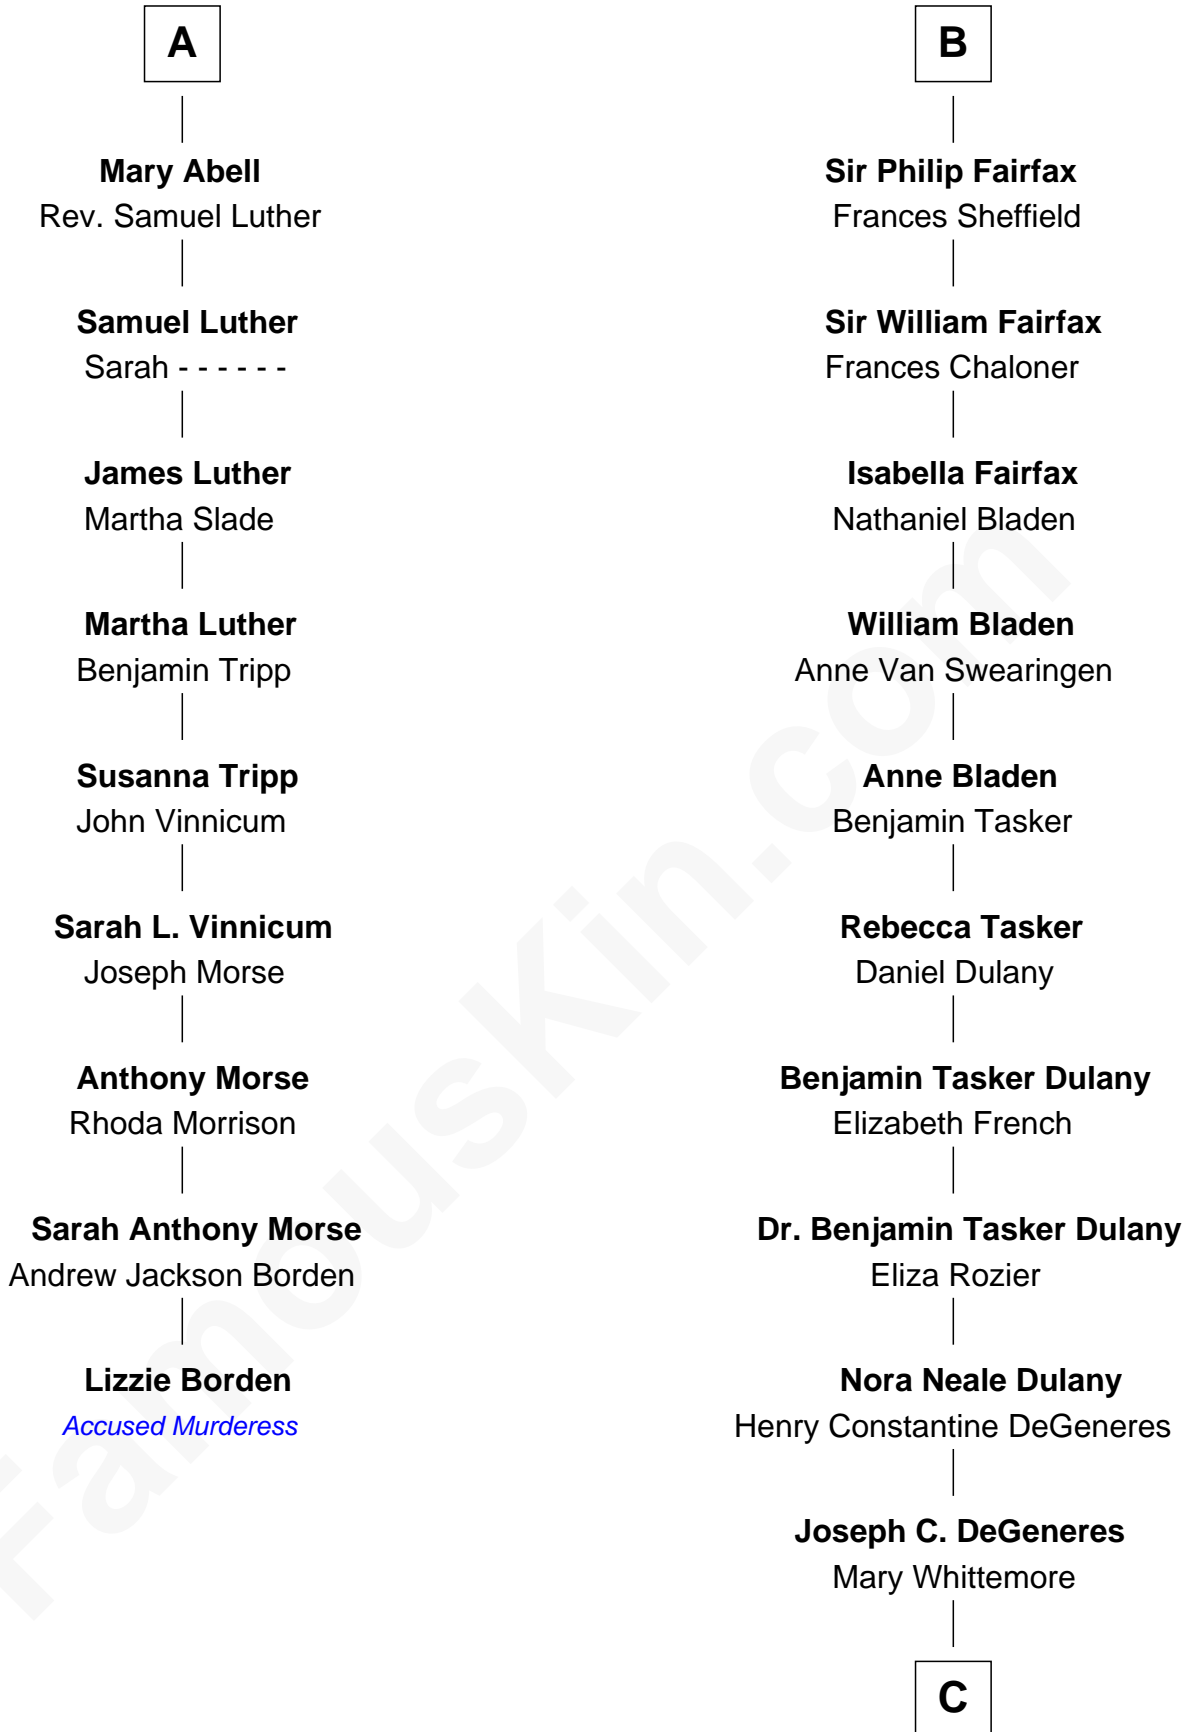 A
Mary Abell
Rev. Samuel Luther
Samuel Luther
Sarah - - - - - -
James Luther
Martha Slade
Martha Luther
Benjamin Tripp
Susanna Tripp
John Vinnicum
Sarah L. Vinnicum
Joseph Morse
Anthony Morse
Rhoda Morrison
Sarah Anthony Morse
Andrew Jackson Borden
Lizzie Borden
Accused Murderess
B
Sir Philip Fairfax
Frances Sheffield
Sir William Fairfax
Frances Chaloner
Isabella Fairfax
Nathaniel Bladen
William Bladen
Anne Van Swearingen
Anne Bladen
Benjamin Tasker
Rebecca Tasker
Daniel Dulany
Benjamin Tasker Dulany
Elizabeth French
Dr. Benjamin Tasker Dulany
Eliza Rozier
Nora Neale Dulany
Henry Constantine DeGeneres
Joseph C. DeGeneres
Mary Whittemore
C
FamousKin.com